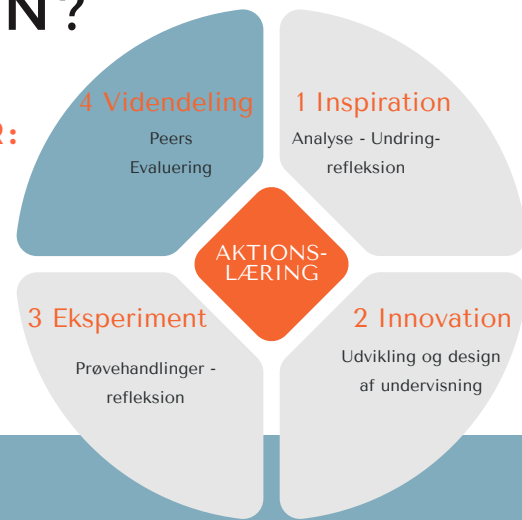 N?
R:
4 Videndeling
Peers
Evaluering
1 Inspiration
Analyse - Undring-
refleksion
AKTIONS-
LÆRING
3 Eksperiment
Prøvehandlinger -
refleksion
2 Innovation
Udvikling og design
af undervisning